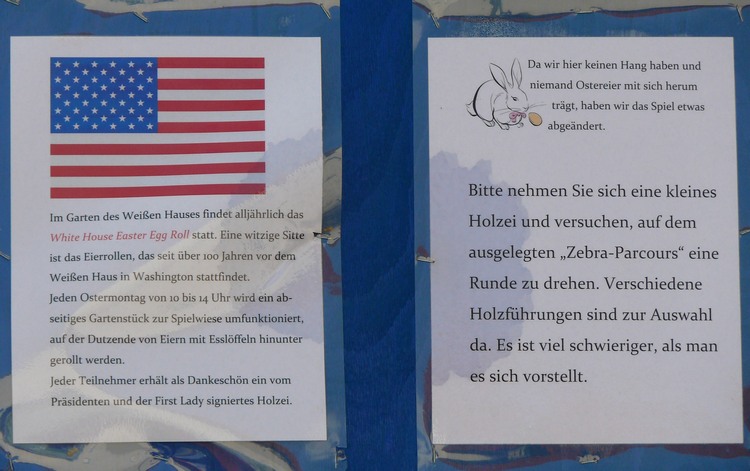 Im Garten des Weißen Hauses findet alljährlich das
White House Easter Egg Roll statt. Eine witzige Sitte
ist das Eierrollen, das seit über 100 Jahren vor dem
Weißen Haus in Washington stattfindet.
Jeden Ostermontag von 10 bis 14 Uhr wird ein ab-
seitiges Gartenstück zur Spielwiese umfunktioniert,
auf der Dutzende von Eiern mit Esslöffeln hinunter
gerollt werden.
Jeder Teilnehmer erhält als Dankeschön ein vom
Präsidenten und der First Lady signiertes Holzei.
Da wir hier keinen Hang haben und
niemand Ostereier mit sich herum
trägt, haben wir das Spiel etwas
abgeändert.
Bitte nehmen Sie sich eine kleines
Holzei und versuchen, auf dem
ausgelegten „Zebra-Parcours“ eine
Runde zu drehen. Verschiedene
Holzführungen sind zur Auswahl
da. Es ist viel schwieriger, als man
es sich vorstellt.